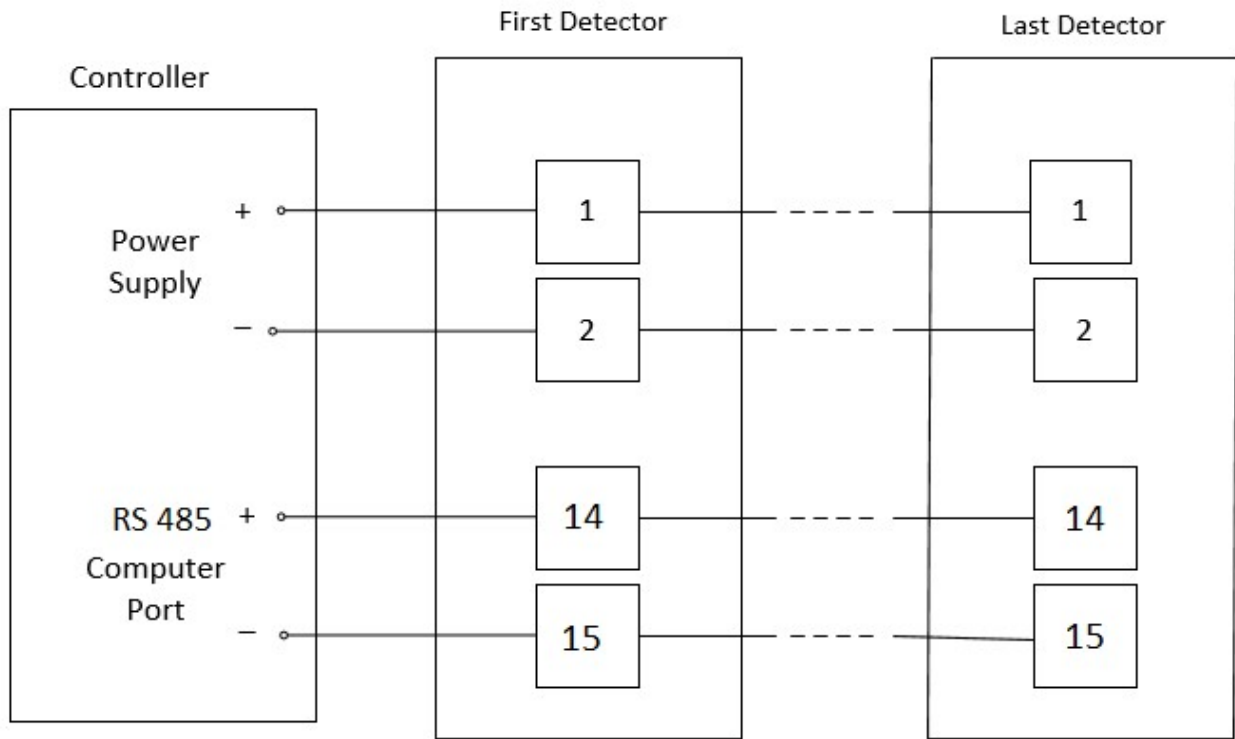 First Detector
Last Detector
Controller
+
1
1
Power
Supply
–
2
2
RS 485 +
14
14
Computer
Port
–
15
15